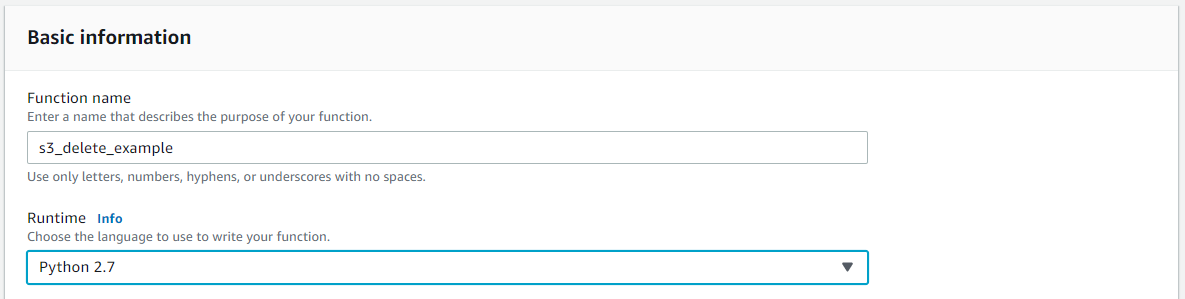 Basic information
Function name
Enter a name that describes the purpose of your function.
s3_delete_example
Use only letters, numbers, hyphens, or underscores with no spaces.
Runtime Info
Choose the language to use to write your function.
Python 2.7